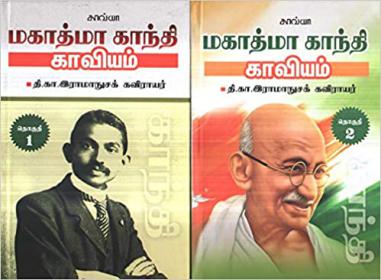 காவ்யா
மகாத்மா காந்தி
காவியம்
தி.கா.இராமாநுசக் கவிராயர்
தொகுதி
1
காந்தி
காவ்யா
மகாத்மா காந்தி
காவியம்
தி.கா.இராமாநுசக் கவிராயர்
தொகுதி
2
காந்தி